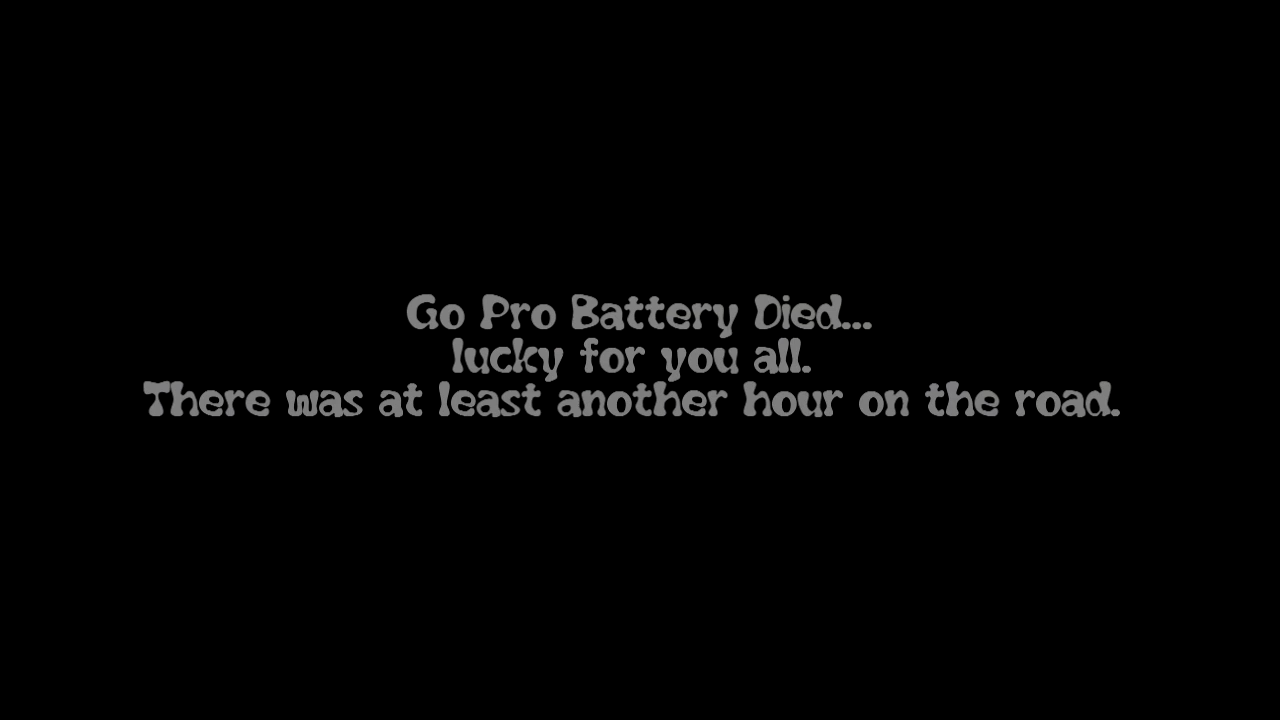 Go Pro Battery Died...
lucky for you all.
There was at least another hour on the road.